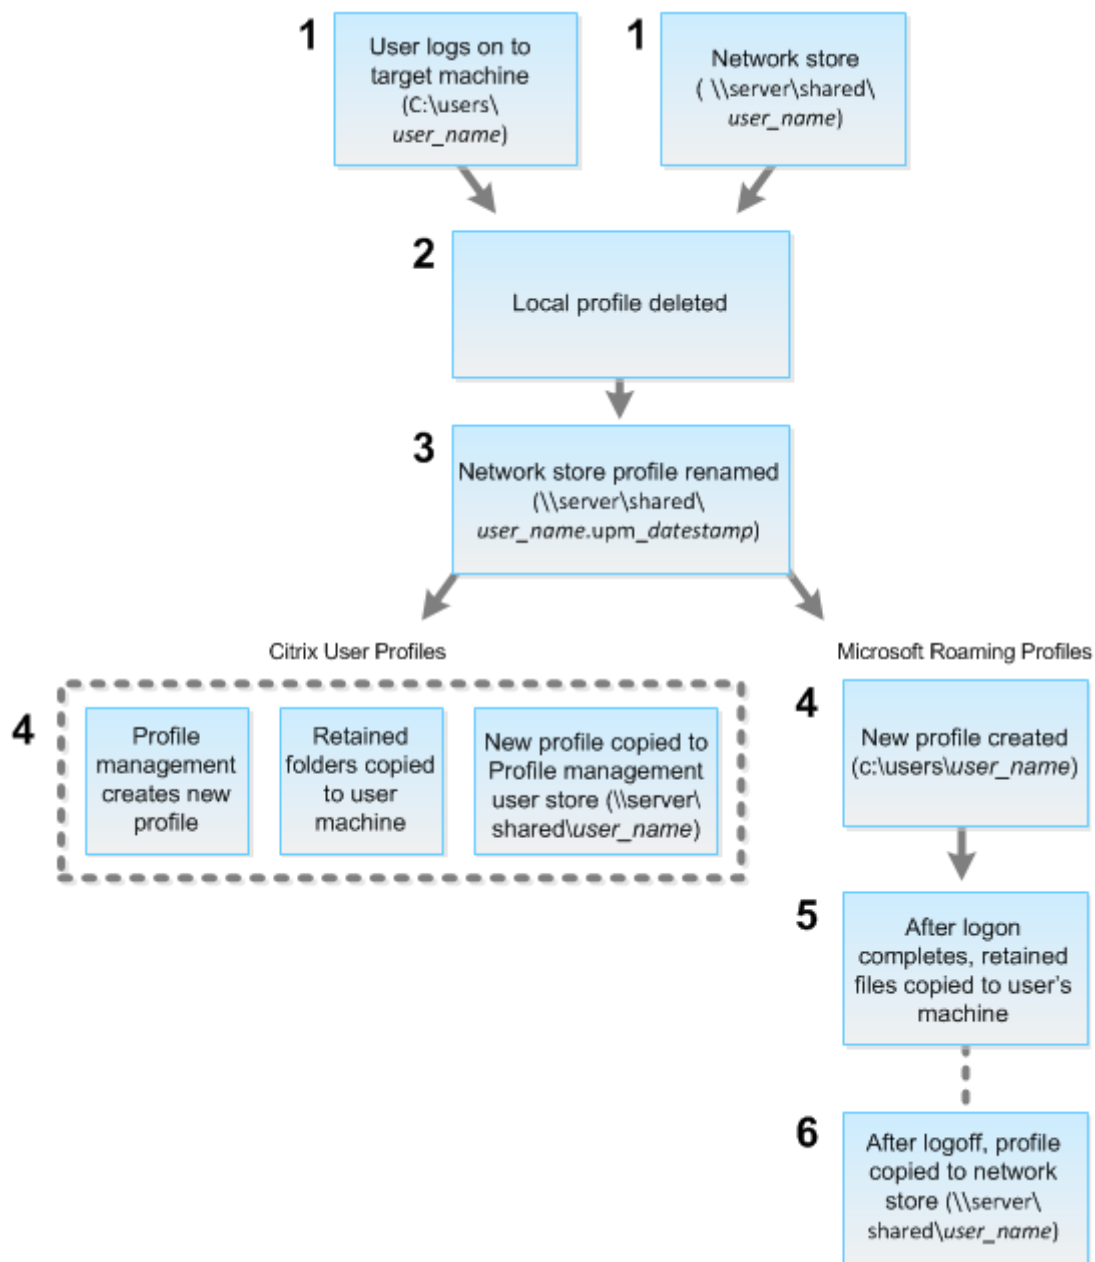 1
User logs on to
target machine
(C:\users\
user_name)
1
Network store
( \\server\shared\
user_name)
2
Local profile deleted
3
Network store profile renamed
(\\server\shared\
user_name.upm_datestamp)
Citrix User Profiles
4
Profile
management
creates new
profile
Retained
folders copied
to user
machine
New profile copied to
Profile management
user store (\\server\
shared\user_name)
Microsoft Roaming Profiles
4
New profile created
(c:\users\user_name)
5
After logon
completes, retained
files copied to user's
machine
6
After logoff, profile
copied to network
store (\\server\
shared\user_name)